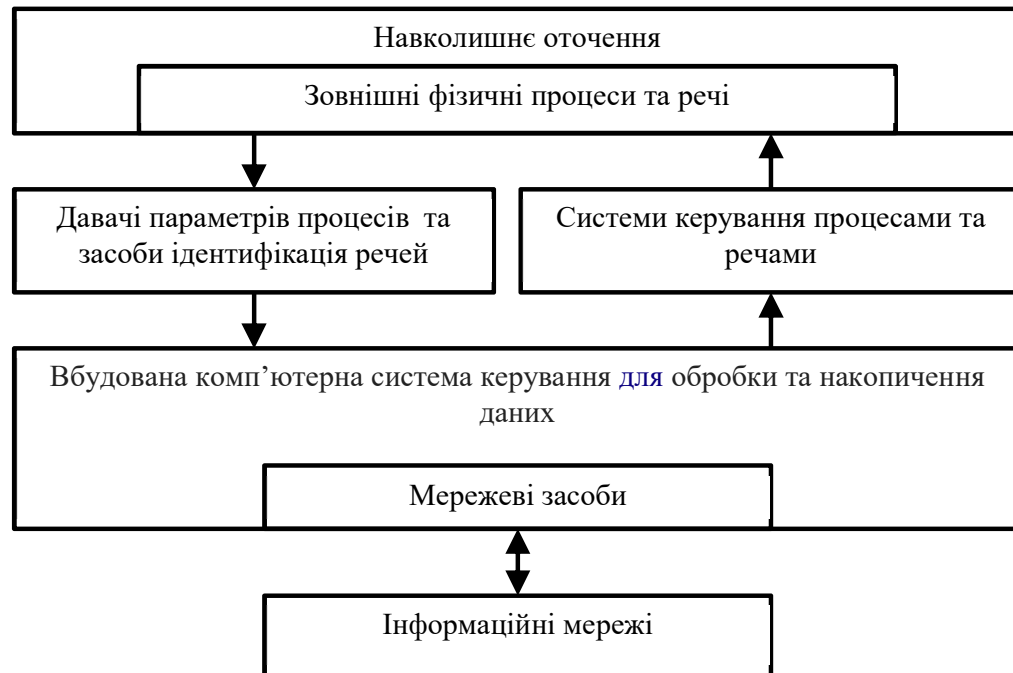 Навколишнє оточення
Зовнішні фізичні процеси та речі
Давачі параметрів процесів та
засоби ідентифікація речей
Системи керування процесами та
речами
Вбудована комп’ютерна система керування для обробки та накопичення
даних
Мережеві засоби
Інформаційні мережі